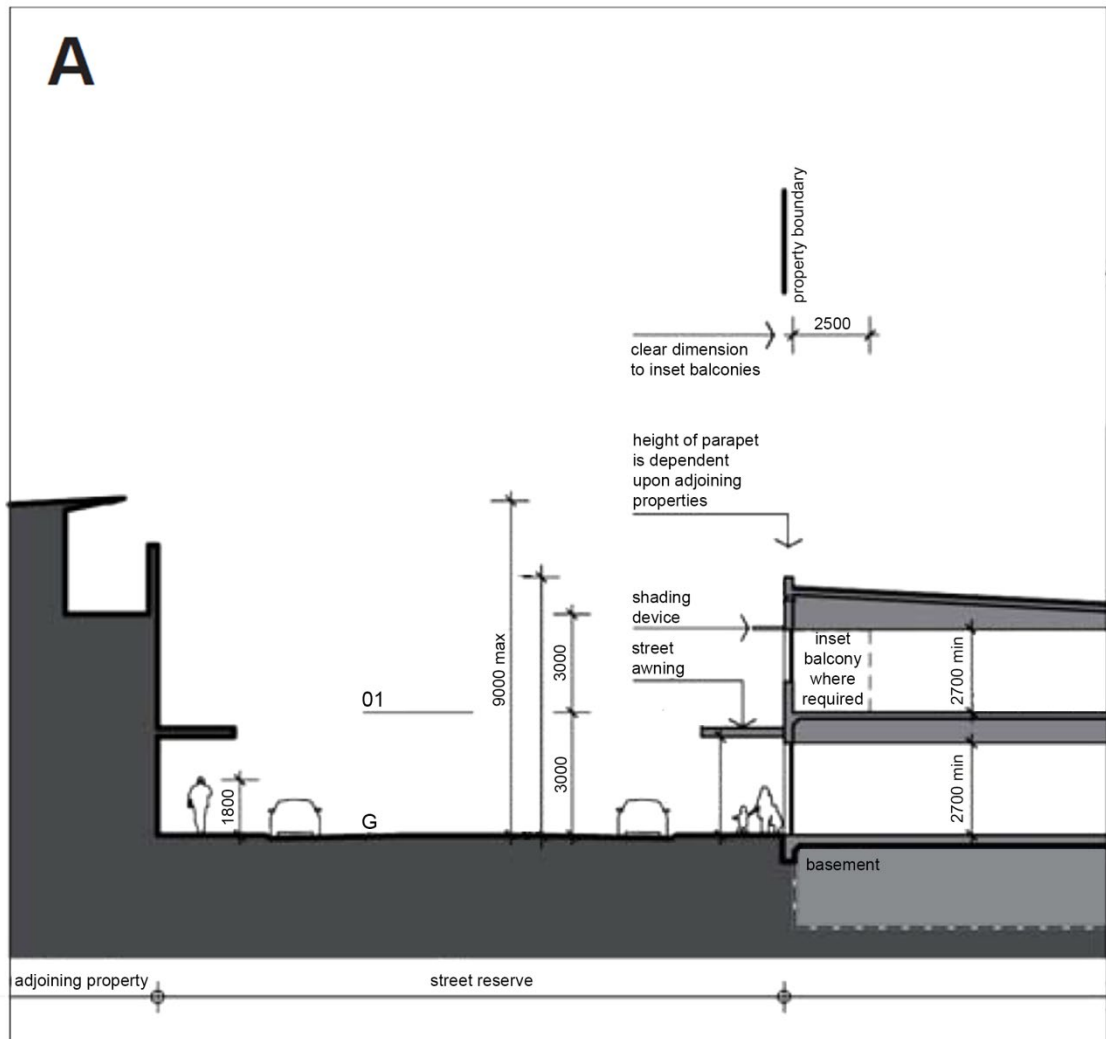 A
property boundary
2500
clear dimension
to inset balconies
height of parapet
is dependent
upon adjoining
properties
shading
device
street
awning
inset
balcony
where
required
2700 min
9000 max
3000
01
3000
2700 min
1800
G
basement
adjoining property
street reserve